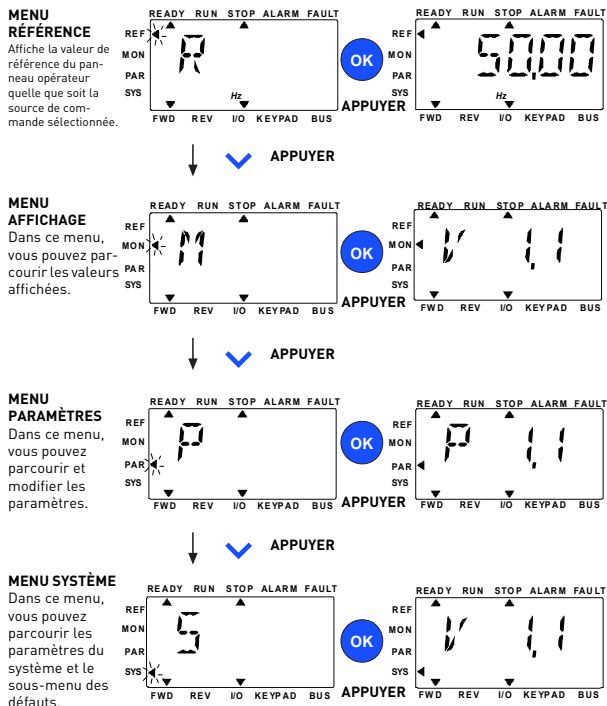 MENU
RÉFÉRENCE
Affiche la valeur de
référence du pan-
neau opérateur
quelle que soit la
source de com-
mande sélectionnée.
READY RUN STOP ALARM FAULT
REF
MON
PAR
SYS
R
Hz
FWD REV I/O KEYPAD BUS
OK
APPUYER
READY RUN STOP ALARM FAULT
REF
MON
PAR
SYS
50,00
Hz
FWD REV I/O KEYPAD BUS
APPUYER
MENU
AFFICHAGE
Dans ce menu,
vous pouvez par-
courir les valeurs
affichées.
READY RUN STOP ALARM FAULT
REF
MON
PAR
SYS
M
FWD REV I/O KEYPAD BUS
OK
APPUYER
READY RUN STOP ALARM FAULT
REF
MON
PAR
SYS
V 1,1
FWD REV I/O KEYPAD BUS
APPUYER
MENU
PARAMÈTRES
Dans ce menu,
vous pouvez
parcourir et
modifier les
paramètres.
READY RUN STOP ALARM FAULT
REF
MON
PAR
SYS
P
FWD REV I/O KEYPAD BUS
OK
APPUYER
READY RUN STOP ALARM FAULT
REF
MON
PAR
SYS
P 1,1
FWD REV I/O KEYPAD BUS
APPUYER
MENU SYSTÈME
Dans ce menu,
vous pouvez
parcourir les
paramètres du
système et le
sous-menu des
défauts.
READY RUN STOP ALARM FAULT
REF
MON
PAR
SYS
S
FWD REV I/O KEYPAD BUS
OK
APPUYER
READY RUN STOP ALARM FAULT
REF
MON
PAR
SYS
V 1,1
FWD REV I/O KEYPAD BUS